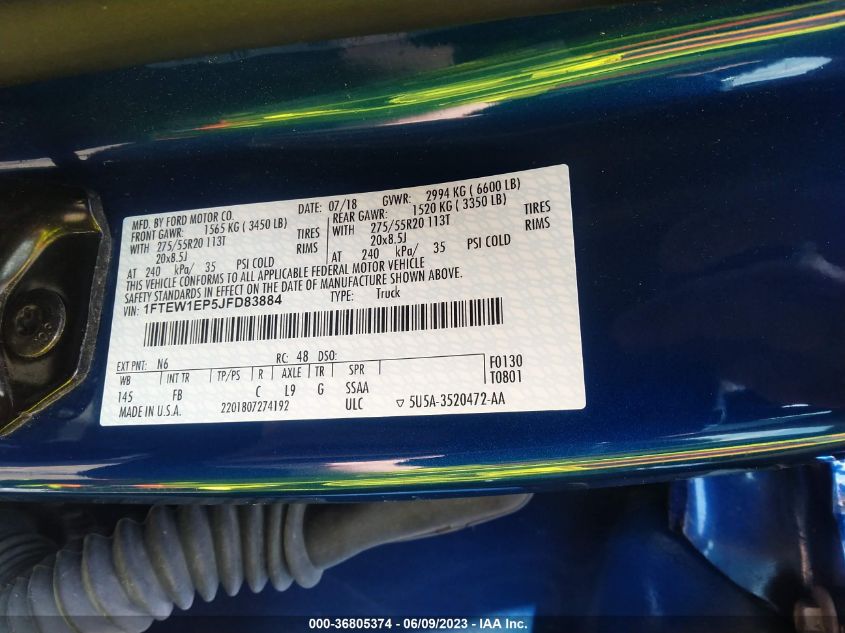 MFD. BY FORD MOTOR CO.
DATE: 07/18 GVWR: 2994 KG ( 6600 LB)
FRONT GAWR: 1565 KG ( 3450 LB)
REAR GAWR: 1520 KG ( 3350 LB)
WITH 275/55R20 113T TIRES
WITH 275/55R20 113T TIRES
20x8.5J RIMS
20x8.5J RIMS
AT 240 kPa/ 35 PSI COLD
AT 240 kPa/ 35 PSI COLD
THIS VEHICLE CONFORMS TO ALL APPLICABLE FEDERAL MOTOR VEHICLE
SAFETY STANDARDS IN EFFECT ON THE DATE OF MANUFACTURE SHOWN ABOVE.
VIN: 1FTEW1EP5JFD83884 TYPE: Truck
EXT PNT: N6 RC: 48 DSO: F0130
WB INT TR TP/PS R AXLE TR SPR T0801
145 FB C L9 G SSAA
MADE IN U.S.A. 2201807274192 ULC ▽ 5U5A-3520472-AA
000-36805374 - 06/09/2023 - IAA Inc.